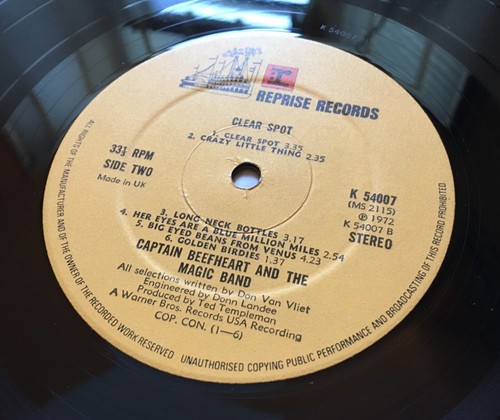 K 54007
r
REPRISE RECORDS
CLEAR SPOT
33⅓ RPM
SIDE TWO
Made in UK
1. CLEAR SPOT 3.35
2. CRAZY LITTLE THING 2.35
K 54007
(MS 2115)
℗ 1972
K 54007 B
STEREO
3. LONG NECK BOTTLES 3.17
4. HER EYES ARE A BLUE MILLION MILES 2.54
5. BIG EYED BEANS FROM VENUS 4.23
6. GOLDEN BIRDIES 1.37
CAPTAIN BEEFHEART AND THE
MAGIC BAND
All selections written by Don Van Vliet
Engineered by Donn Landee
Produced by Ted Templeman
A Warner Bros. Records USA Recording
COP. CON. (1—6)
ALL RIGHTS OF THE MANUFACTURER AND OF THE OWNER OF THE RECORDED WORK RESERVED UNAUTHORISED COPYING PUBLIC PERFORMANCE AND BROADCASTING OF THIS RECORD PROHIBITED